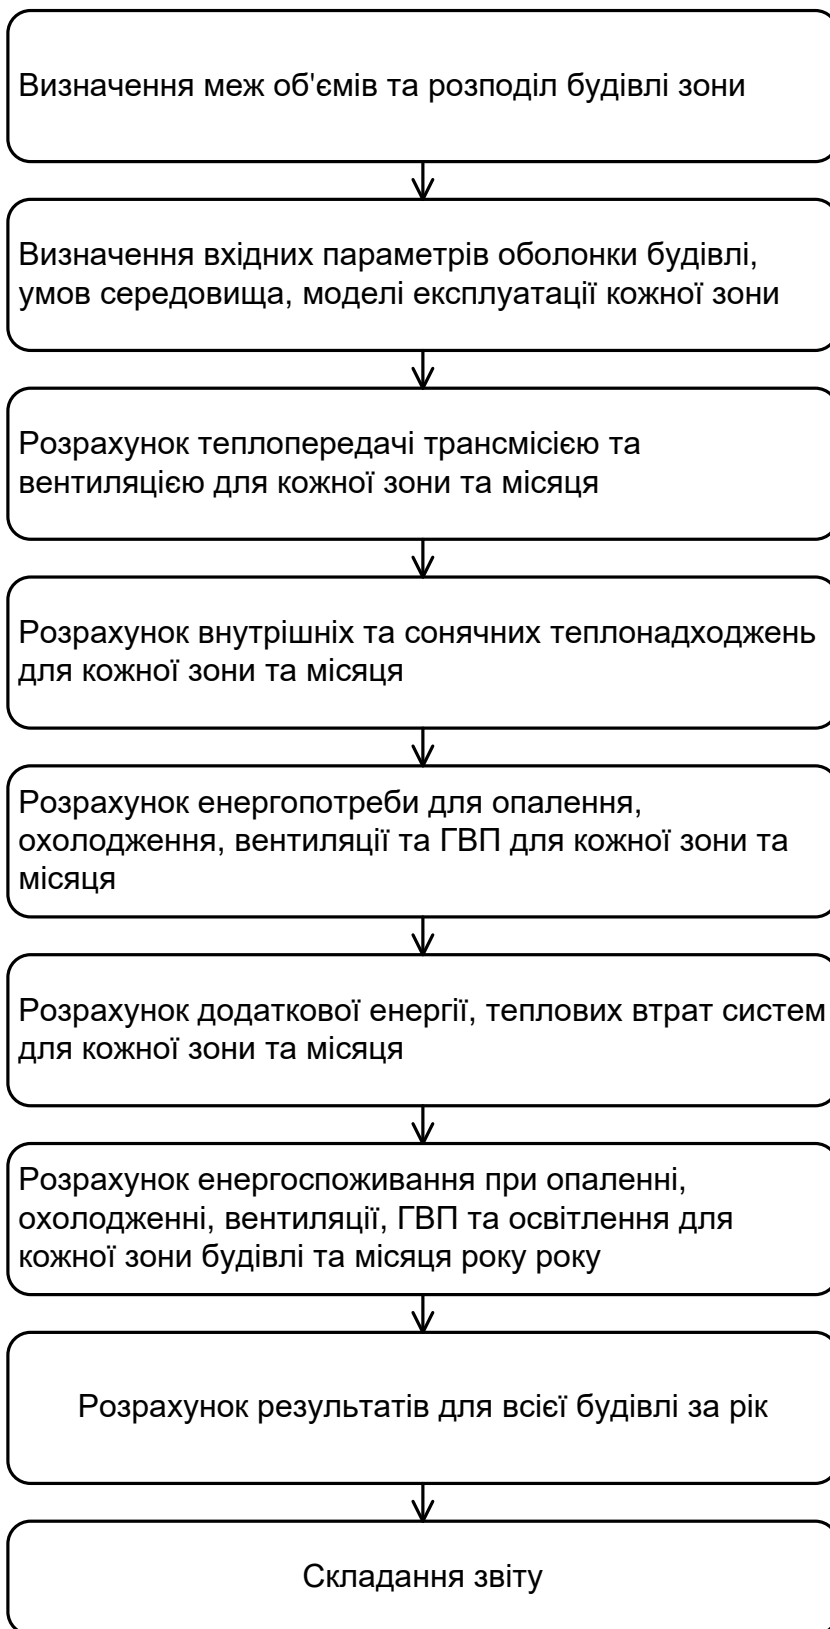 Визначення меж об'ємів та розподіл будівлі зони
Визначення вхідних параметрів оболонки будівлі,
умов середовища, моделі експлуатації кожної зони
Розрахунок теплопередачі трансмісією та
вентиляцією для кожної зони та місяця
Розрахунок внутрішніх та сонячних теплонадходжень
для кожної зони та місяця
Розрахунок енергопотреби для опалення,
охолодження, вентиляції та ГВП для кожної зони та
місяця
Розрахунок додаткової енергії, теплових втрат систем
для кожної зони та місяця
Розрахунок енергоспоживання при опаленні,
охолодженні, вентиляції, ГВП та освітлення для
кожної зони будівлі та місяця року року
Розрахунок результатів для всієї будівлі за рік
Складання звіту